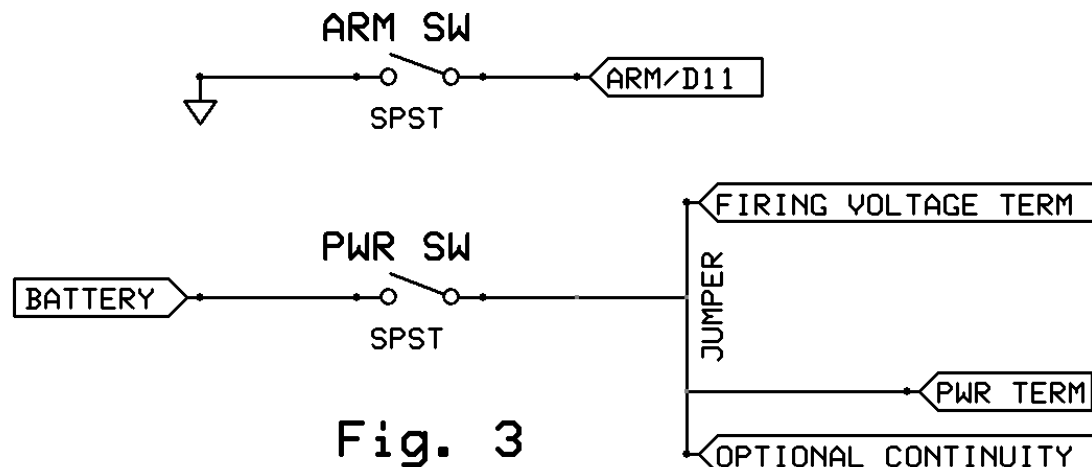 ARM SW
ARM/D11
SPST
FIRING VOLTAGE TERM
PWR SW
BATTERY
JUMPER
SPST
PWR TERM
Fig. 3
OPTIONAL CONTINUITY